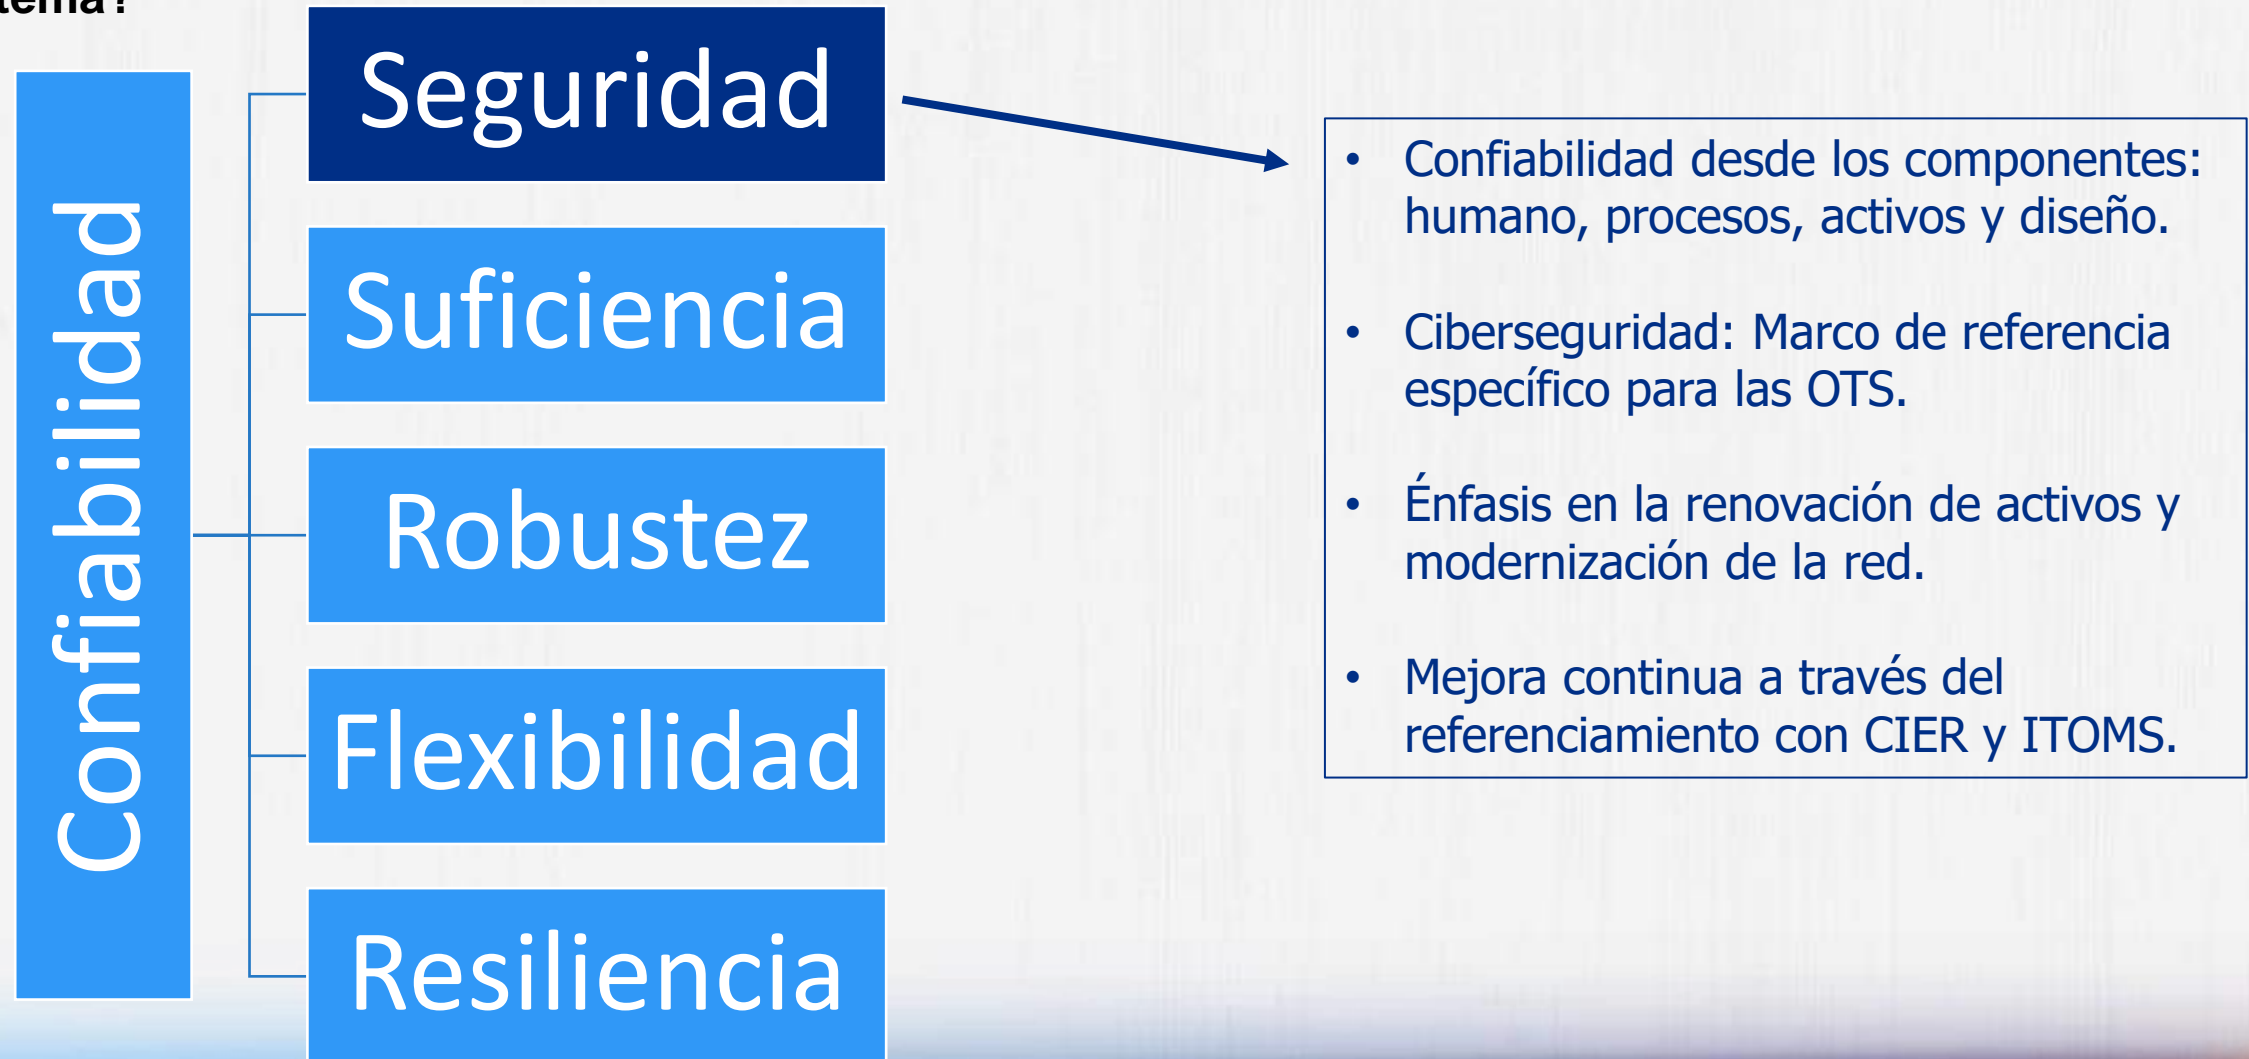 Confiabilidad
Seguridad
Suficiencia
Robustez
Flexibilidad
Resiliencia
• Confiabilidad desde los componentes:
humano, procesos, activos y diseño.
• Ciberseguridad: Marco de referencia
específico para las OTS.
• Énfasis en la renovación de activos y
modernización de la red.
• Mejora continua a través del
referenciamiento con CIER y ITOMS.